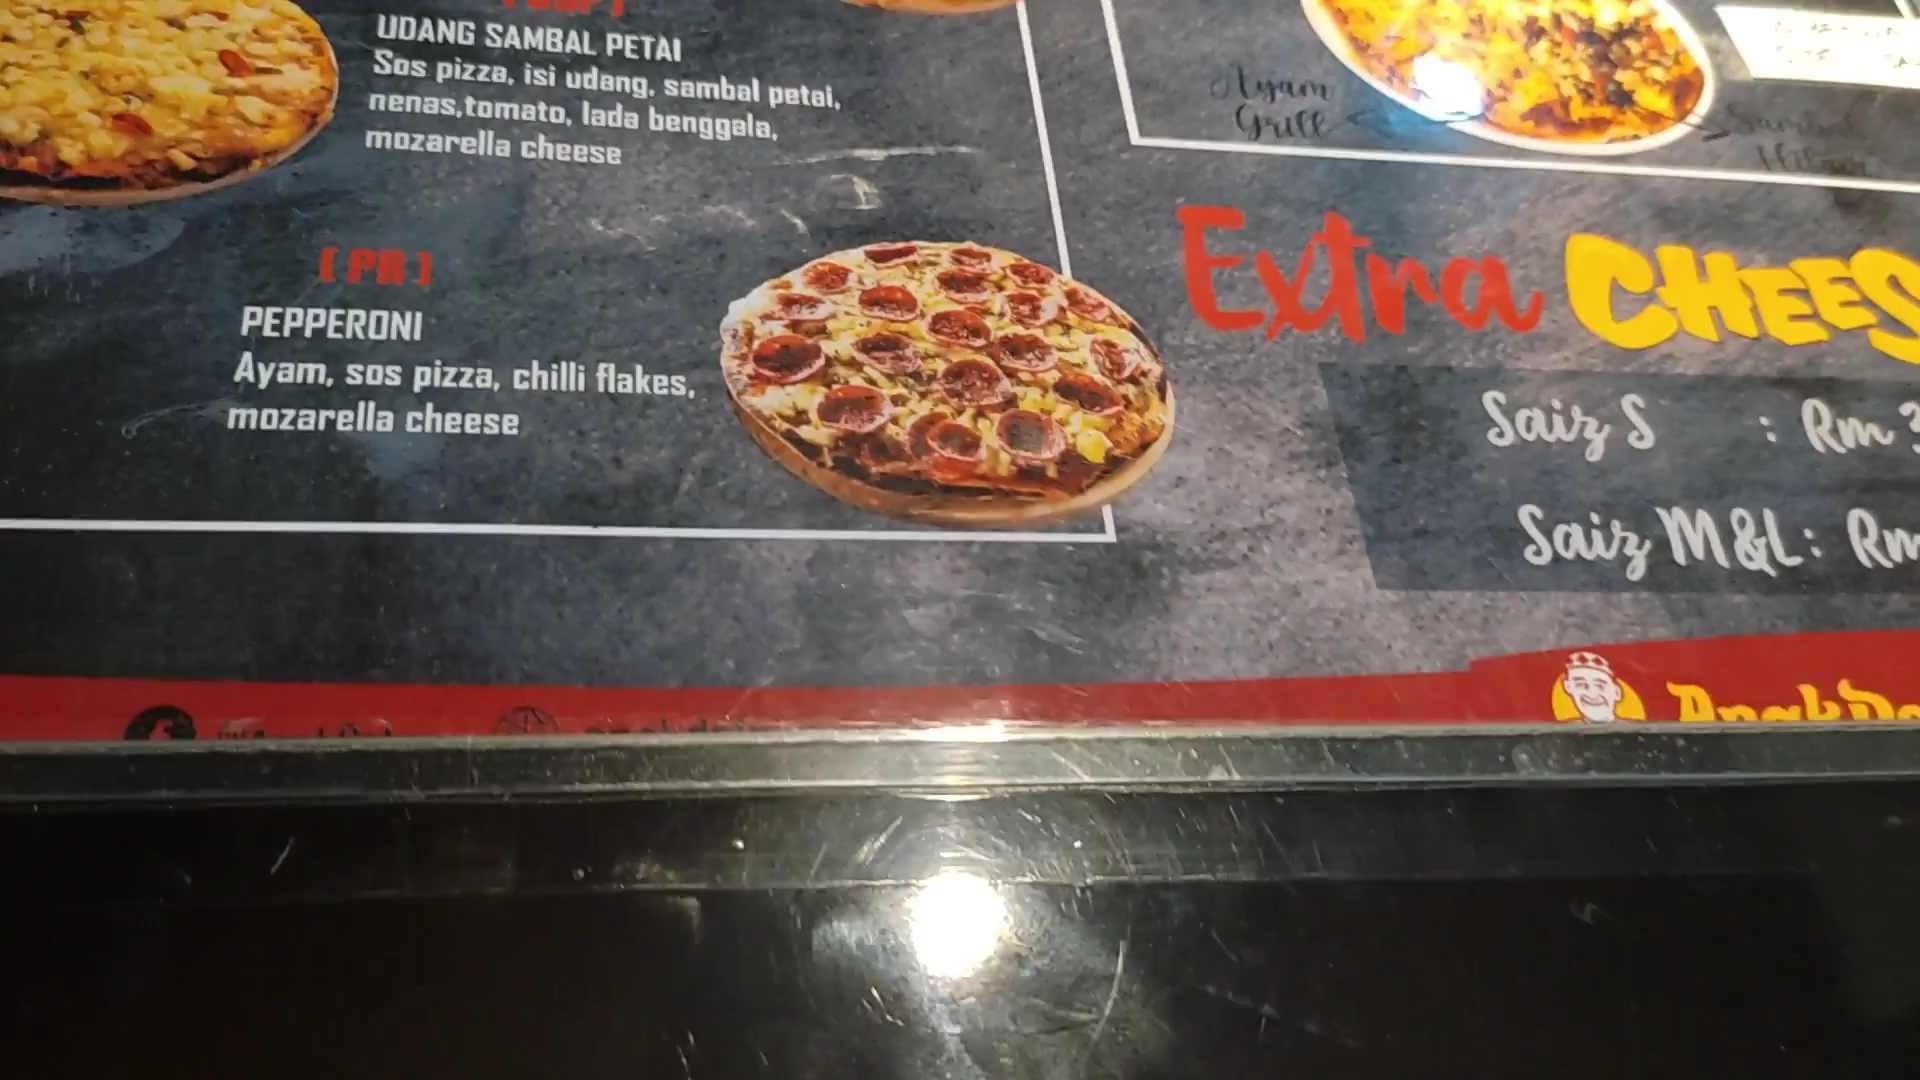 UDANG SAMBAL PETAI
Sos pizza, isi udang, sambal petai,
nenas,tomato, lada benggala,
mozarella cheese
( PR )
PEPPERONI
Ayam, sos pizza, chilli flakes,
mozarella cheese
Ayam
Grill
Extra CHEES
Saiz S : Rm 3
Saiz M&L: Rm